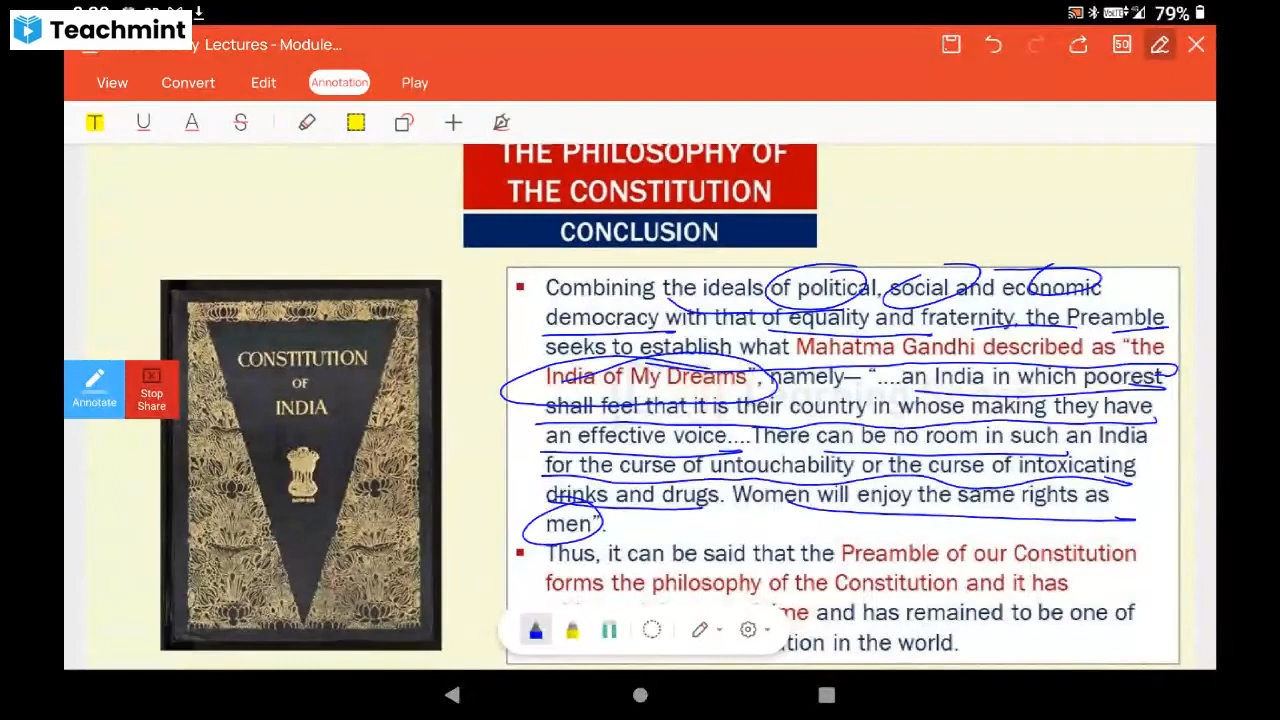 Teachmint
79%
Lectures - Module...
50
View Convert Edit Annotation Play
THE PHILOSOPHY OF
THE CONSTITUTION
CONCLUSION
CONSTITUTION
OF
INDIA
Annotate
Stop
Share
▪ Combining the ideals of political, social and economic
democracy with that of equality and fraternity, the Preamble
seeks to establish what Mahatma Gandhi described as “the
India of My Dreams”, namely— “....an India in which poorest
shall feel that it is their country in whose making they have
an effective voice....There can be no room in such an India
for the curse of untouchability or the curse of intoxicating
drinks and drugs. Women will enjoy the same rights as
men”.
▪ Thus, it can be said that the Preamble of our Constitution
forms the philosophy of the Constitution and it has
and has remained to be one of
in the world.